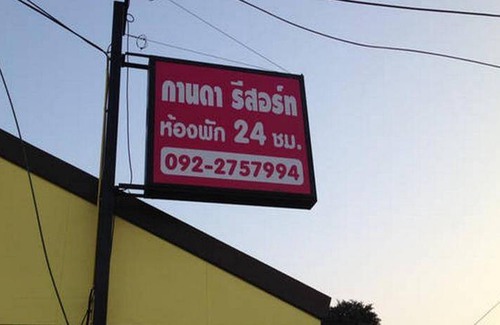 กานดา รีสอร์ท
ห้องพัก 24 ชม.
092-2757994